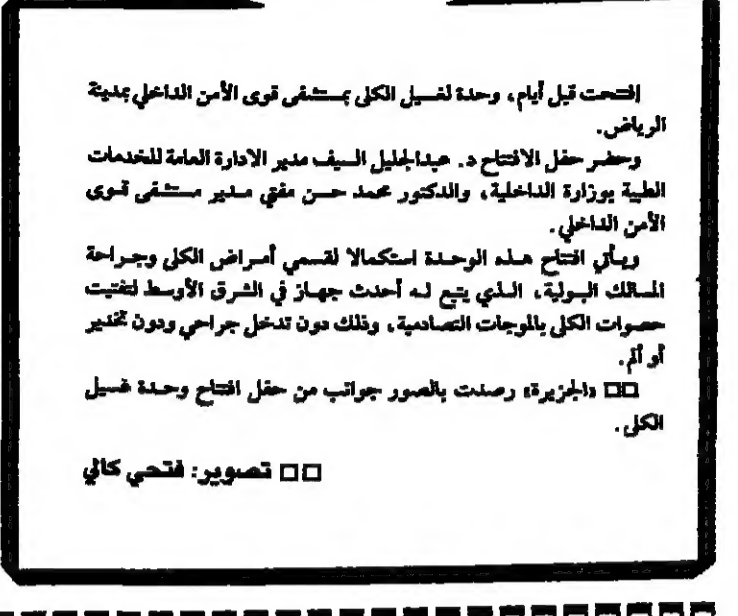 إفتتحت قبل أيام، وحدة لغسيل الكلى بمستشفى قوى الأمن الداخلي بمدينة
الرياض.
وحضر حفل الافتتاح د. عبدالجليل السيف مدير الادارة العامة للخدمات
الطبية بوزارة الداخلية، والدكتور محمد حسن مفتي مدير مستشفى قوى
الأمن الداخلي.
ويأتي افتتاح هذه الوحدة استكمالا لقسمي أمراض الكلى وجراحة
المسالك البولية، الذي يتبع له أحدث جهاز في الشرق الأوسط لتفتيت
حصوات الكلى بالموجات التصادمية، وذلك دون تدخل جراحي ودون تخدير
أو ألم.
□□ «الجزيرة» رصدت بالصور جوانب من حفل افتتاح وحدة غسيل
الكلى.
□□ تصوير: فتحي كالي